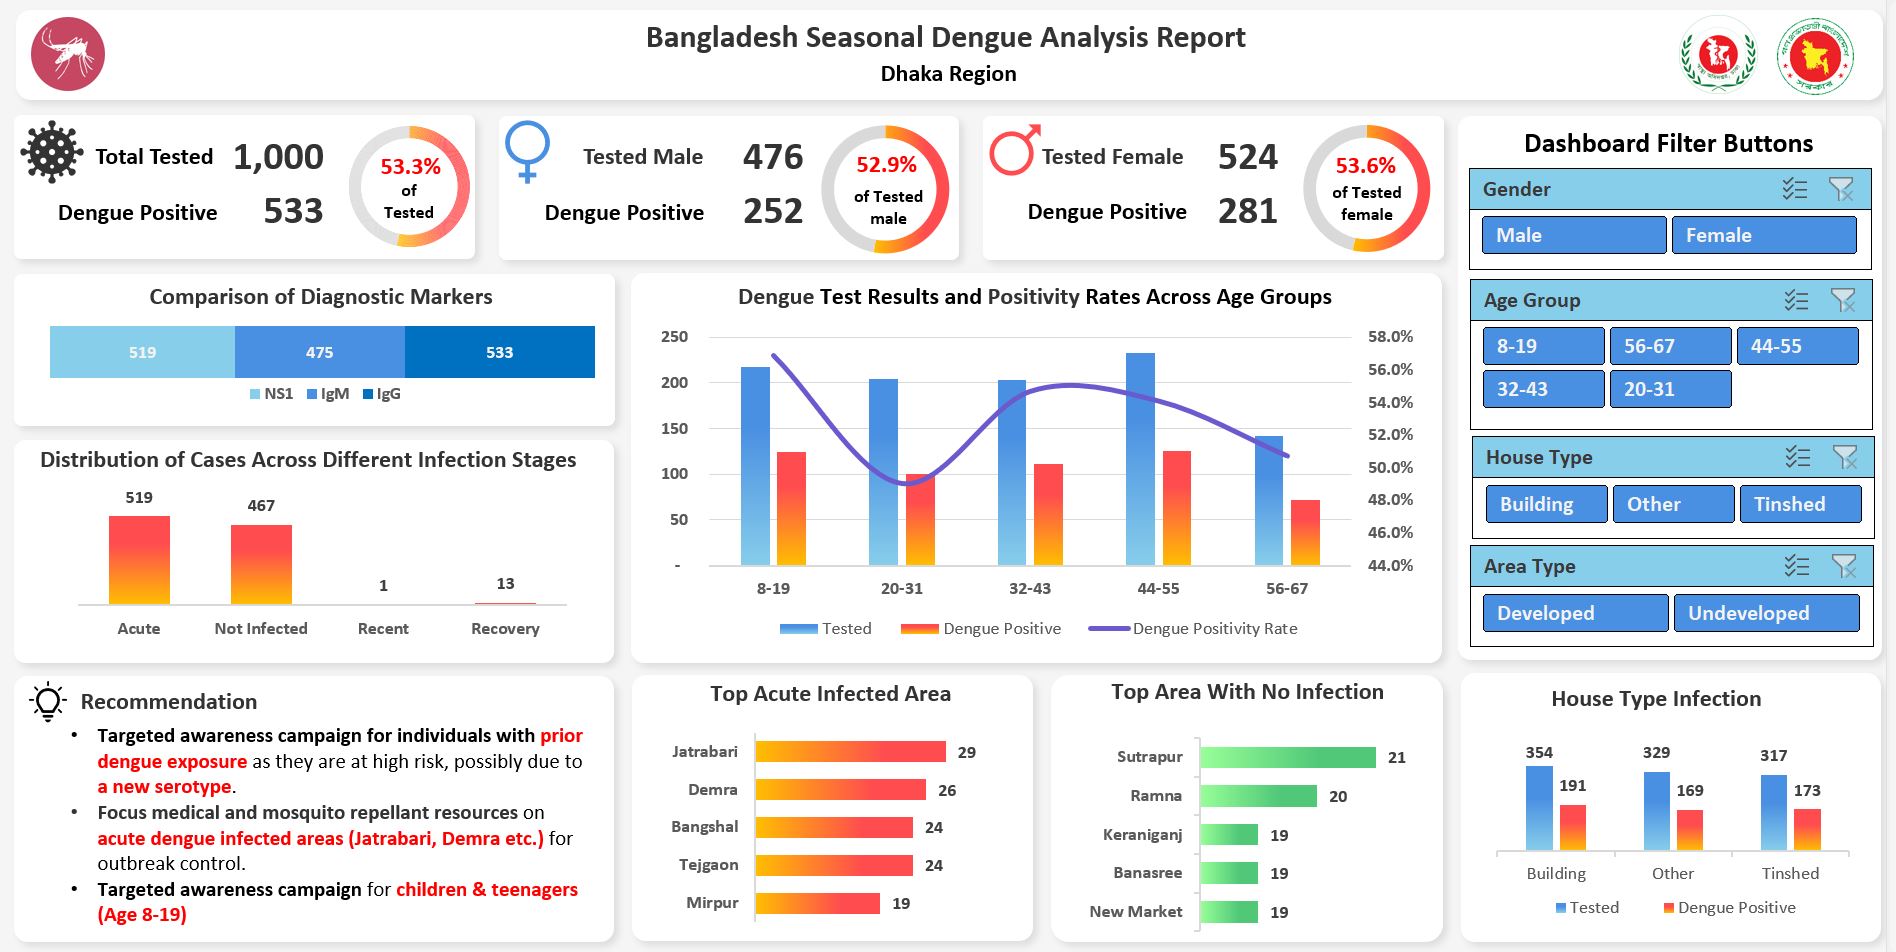 Bangladesh Seasonal Dengue Analysis Report
Dhaka Region
Total Tested 1,000
Dengue Positive 533
53.3%
of
Tested
Tested Male 476
Dengue Positive 252
52.9%
of Tested
male
Tested Female 524
Dengue Positive 281
53.6%
of Tested
female
Dashboard Filter Buttons
Gender
Male Female
Age Group
8-19 56-67 44-55
32-43 20-31
House Type
Building Other Tinshed
Area Type
Developed Undeveloped
Comparison of Diagnostic Markers
519 475 533
NS1 IgM IgG
Distribution of Cases Across Different Infection Stages
519 467 1 13
Acute Not Infected Recent Recovery
Dengue Test Results and Positivity Rates Across Age Groups
250 58.0%
56.0%
200
54.0%
150
52.0%
100 50.0%
48.0%
50
46.0%
- 44.0%
8-19 20-31 32-43 44-55 56-67
Tested Dengue Positive Dengue Positivity Rate
Recommendation
• Targeted awareness campaign for individuals with prior
dengue exposure as they are at high risk, possibly due to
a new serotype.
• Focus medical and mosquito repellant resources on
acute dengue infected areas (Jatrabari, Demra etc.) for
outbreak control.
• Targeted awareness campaign for children & teenagers
(Age 8-19)
Top Acute Infected Area
Jatrabari 29
Demra 26
Bangshal 24
Tejgaon 24
Mirpur 19
Top Area With No Infection
Sutrapur 21
Ramna 20
Keraniganj 19
Banasree 19
New Market 19
House Type Infection
354 329 317
191 169 173
Building Other Tinshed
Tested Dengue Positive